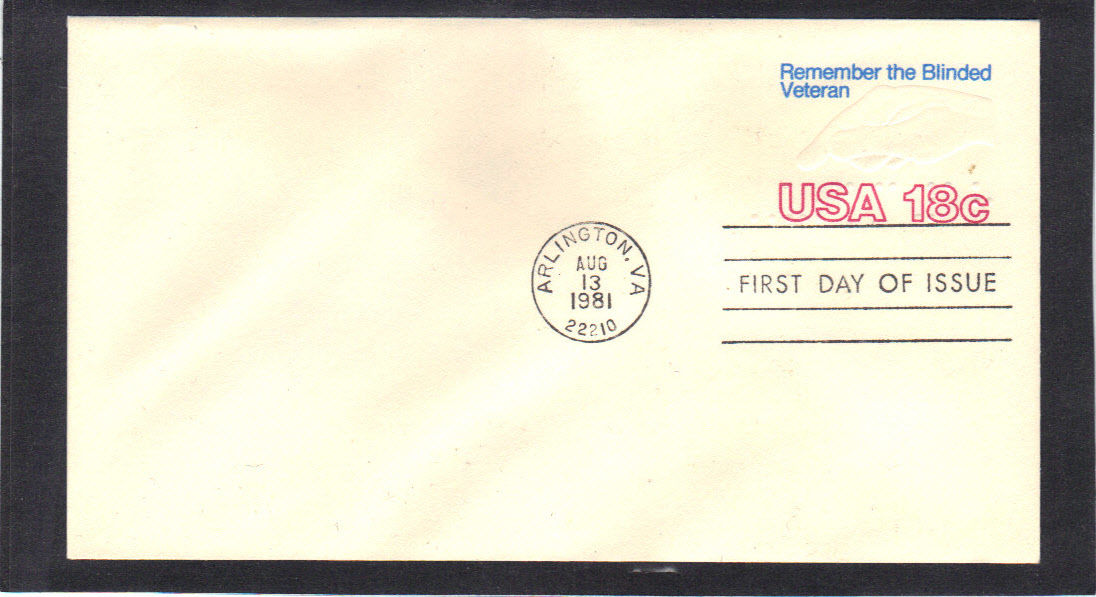 Remember the Blinded
Veteran
USA 18c
ARLINGTON, VA
AUG
13
1981
22210
FIRST DAY OF ISSUE